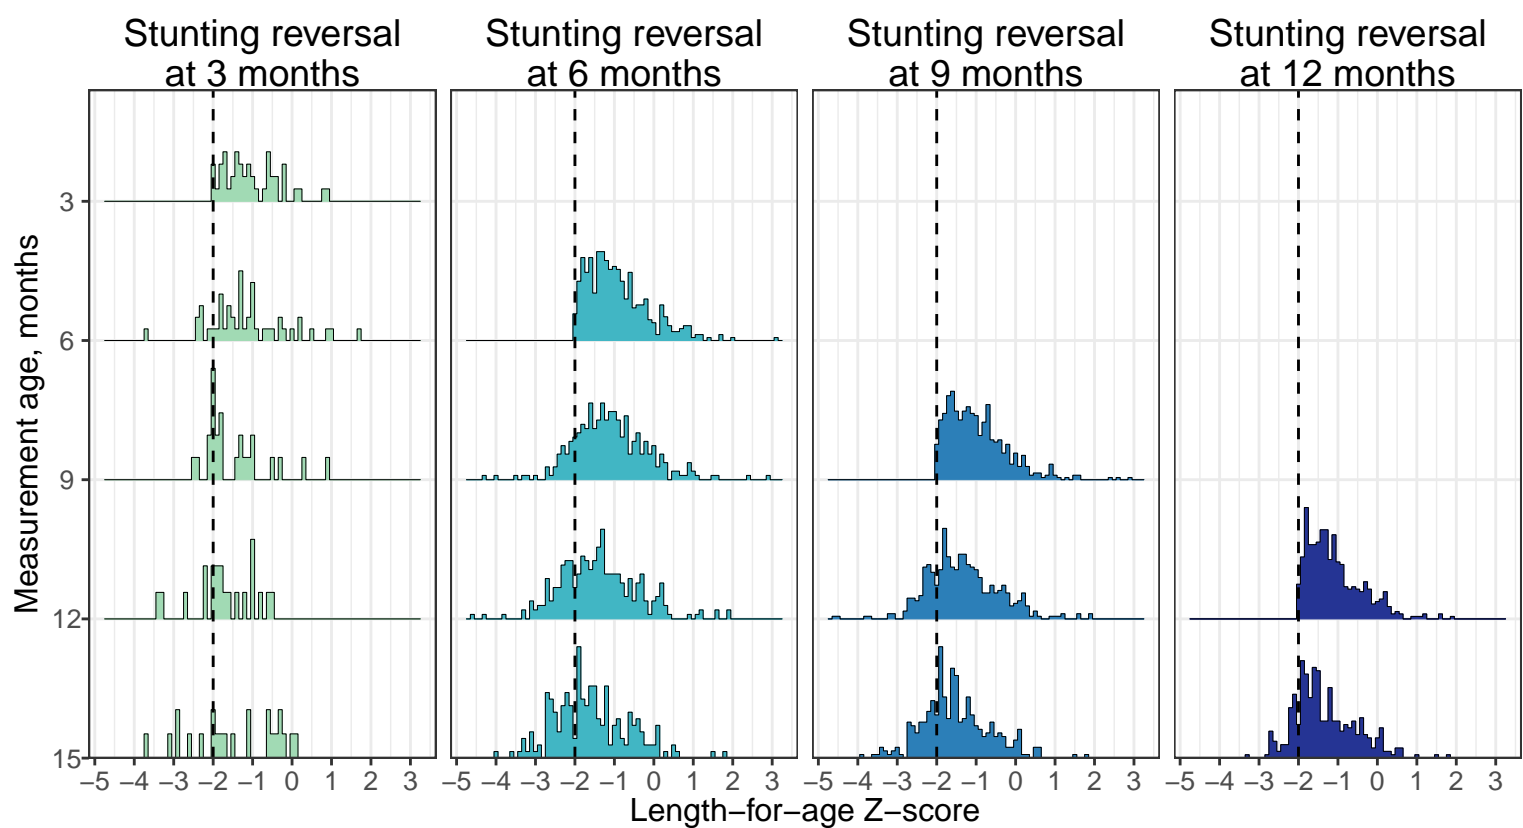 Stunting reversal
at 3 months
Stunting reversal
at 6 months
Stunting reversal
at 9 months
Stunting reversal
at 12 months
Measurement age, months
3
6
9
12
15
−5 −4 −3 −2 −1 0 1 2 3
−5 −4 −3 −2 −1 0 1 2 3
−5 −4 −3 −2 −1 0 1 2 3
−5 −4 −3 −2 −1 0 1 2 3
Length−for−age Z−score